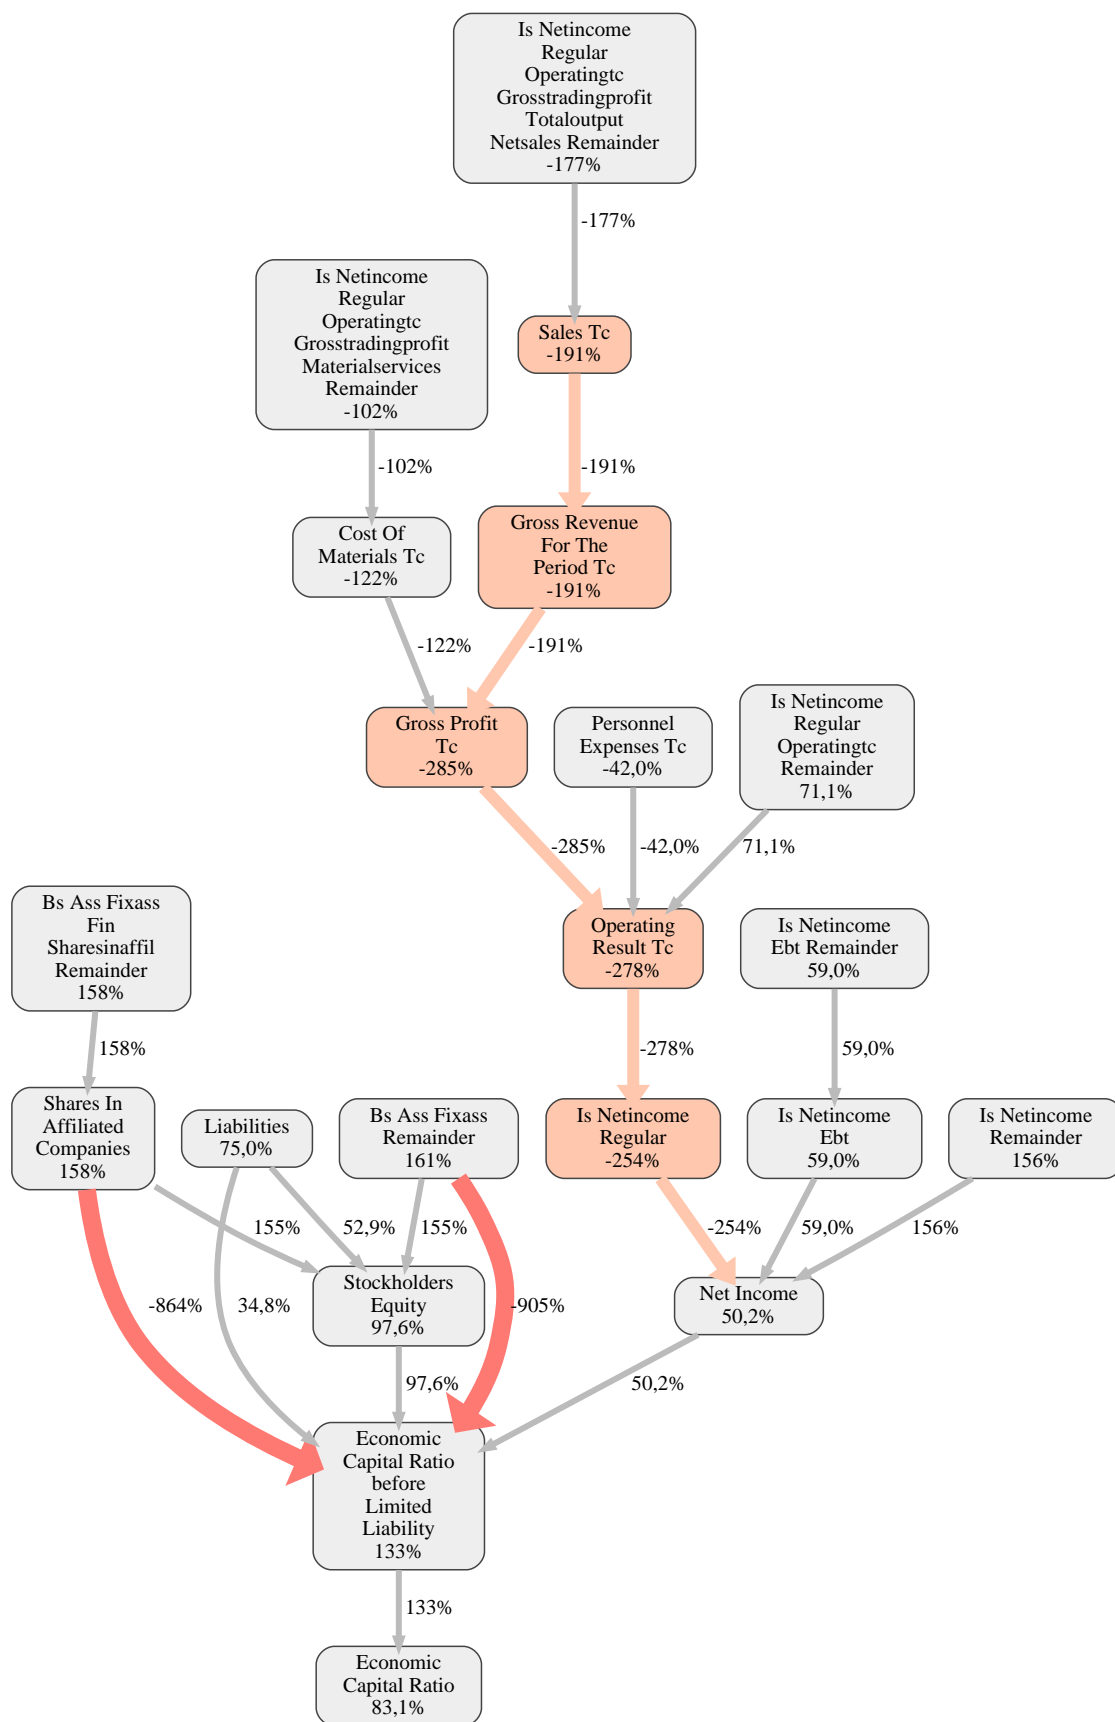 Is Netincome
Regular
Operatingtc
Grosstradingprofit
Totaloutput
Netsales Remainder
-177%
-177%
Is Netincome
Regular
Operatingtc
Grosstradingprofit
Materialservices
Remainder
-102%
Sales Tc
-191%
-102%
-191%
Cost Of
Materials Tc
-122%
Gross Revenue
For The
Period Tc
-191%
-122%
-191%
Gross Profit
Tc
-285%
Personnel
Expenses Tc
-42,0%
Is Netincome
Regular
Operatingtc
Remainder
71,1%
-285%
-42,0%
71,1%
Bs Ass Fixass
Fin
Sharesinaffil
Remainder
158%
Operating
Result Tc
-278%
Is Netincome
Ebt Remainder
59,0%
158%
-278%
59,0%
Shares In
Affiliated
Companies
158%
Liabilities
75,0%
Bs Ass Fixass
Remainder
161%
Is Netincome
Regular
-254%
Is Netincome
Ebt
59,0%
Is Netincome
Remainder
156%
155%
52,9%
155%
-254%
59,0%
156%
-864%
34,8%
Stockholders
Equity
97,6%
-905%
Net Income
50,2%
97,6%
50,2%
Economic
Capital Ratio
before
Limited
Liability
133%
133%
Economic
Capital Ratio
83,1%